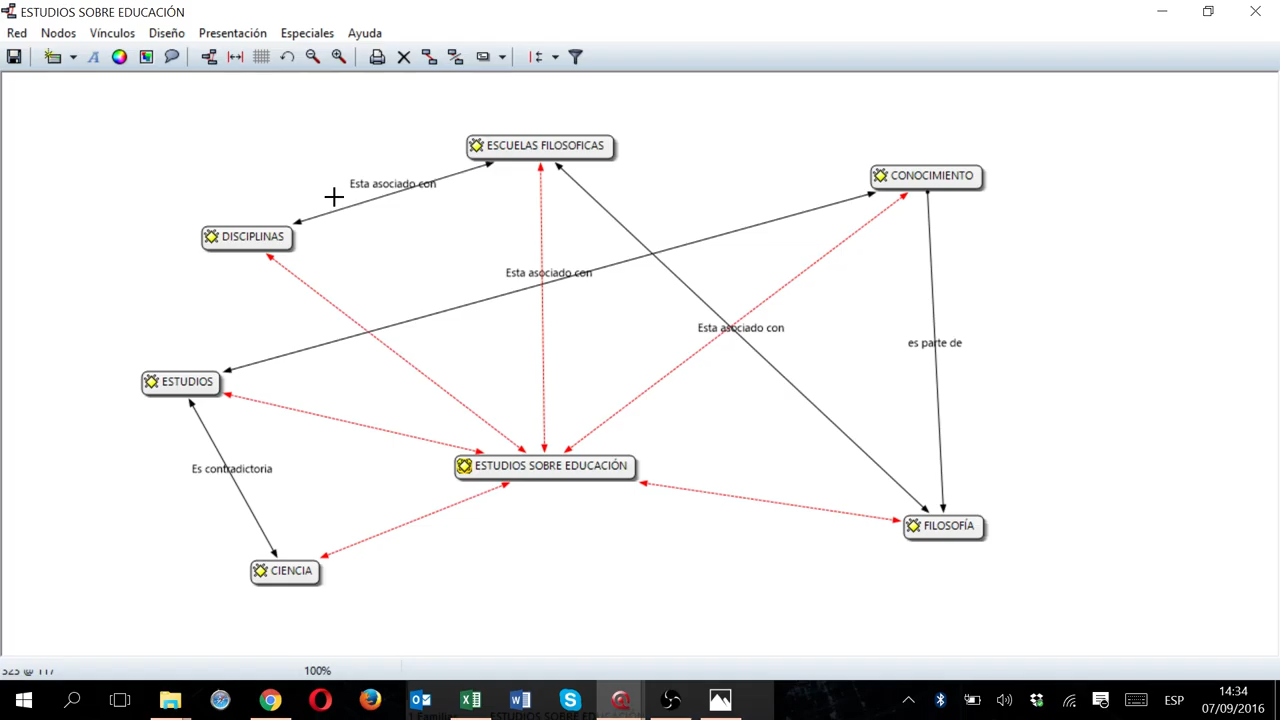 ESTUDIOS SOBRE EDUCACIÓN
Red Nodos Vínculos Diseño Presentación Especiales Ayuda
ESCUELAS FILOSOFICAS
CONOCIMIENTO
Esta asociado con
DISCIPLINAS
Esta asociado con
Esta asociado con
es parte de
ESTUDIOS
Es contradictoria
ESTUDIOS SOBRE EDUCACIÓN
FILOSOFÍA
CIENCIA
100%
ESP
14:34
07/09/2016